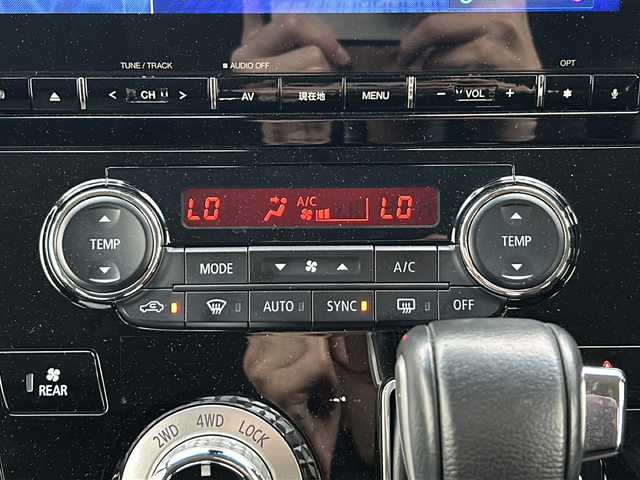 TUNE / TRACK
AUDIO OFF
OPT
< CH >
AV
現在地
MENU
− VOL +
LO A/C LO
TEMP
TEMP
MODE
A/C
AUTO
SYNC
OFF
REAR
2WD 4WD LOCK